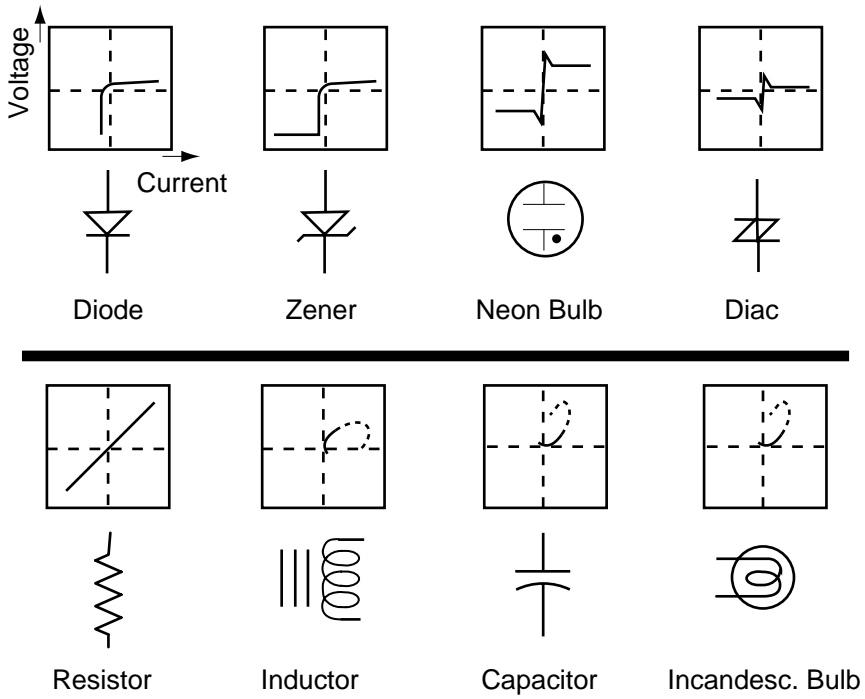 Voltage
Current
Diode
Zener
Neon Bulb
Diac
Resistor
Inductor
Capacitor
Incandesc. Bulb